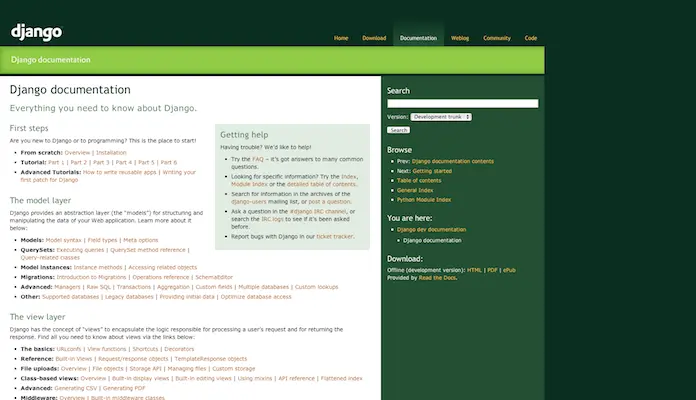 django
Home Download Documentation Weblog Community Code
Django documentation
Django documentation
Everything you need to know about Django.
First steps
Are you new to Django or to programming? This is the place to start!
• From scratch: Overview | Installation
• Tutorial: Part 1 | Part 2 | Part 3 | Part 4 | Part 5 | Part 6
• Advanced Tutorials: How to write reusable apps | Writing your
first patch for Django
Getting help
Having trouble? We'd like to help!
• Try the FAQ – it's got answers to many common
questions.
• Looking for specific information? Try the Index,
Module Index or the detailed table of contents.
• Search for information in the archives of the
django-users mailing list, or post a question.
• Ask a question in the #django IRC channel, or
search the IRC logs to see if it's been asked
before.
• Report bugs with Django in our ticket tracker.
The model layer
Django provides an abstraction layer (the "models") for structuring and
manipulating the data of your Web application. Learn more about it
below:
• Models: Model syntax | Field types | Meta options
• QuerySets: Executing queries | QuerySet method reference |
Query-related classes
• Model instances: Instance methods | Accessing related objects
• Migrations: Introduction to Migrations | Operations reference | SchemaEditor
• Advanced: Managers | Raw SQL | Transactions | Aggregation | Custom fields | Multiple databases | Custom lookups
• Other: Supported databases | Legacy databases | Providing initial data | Optimize database access
The view layer
Django has the concept of "views" to encapsulate the logic responsible for processing a user's request and for returning
the response. Find all you need to know about views via the links below:
• The basics: URLconfs | View functions | Shortcuts | Decorators
• Reference: Built-in Views | Request/response objects | TemplateResponse objects
• File uploads: Overview | File objects | Storage API | Managing files | Custom storage
• Class-based views: Overview | Built-in display views | Built-in editing views | Using mixins | API reference | Flattened index
• Advanced: Generating CSV | Generating PDF
• Middleware: Overview | Built-in middleware classes
Search
Version: Development trunk
Search
Browse
• Prev: Django documentation contents
• Next: Getting started
• Table of contents
• General Index
• Python Module Index
You are here:
• Django dev documentation
• Django documentation
Download:
Offline (development version): HTML | PDF | ePub
Provided by Read the Docs.